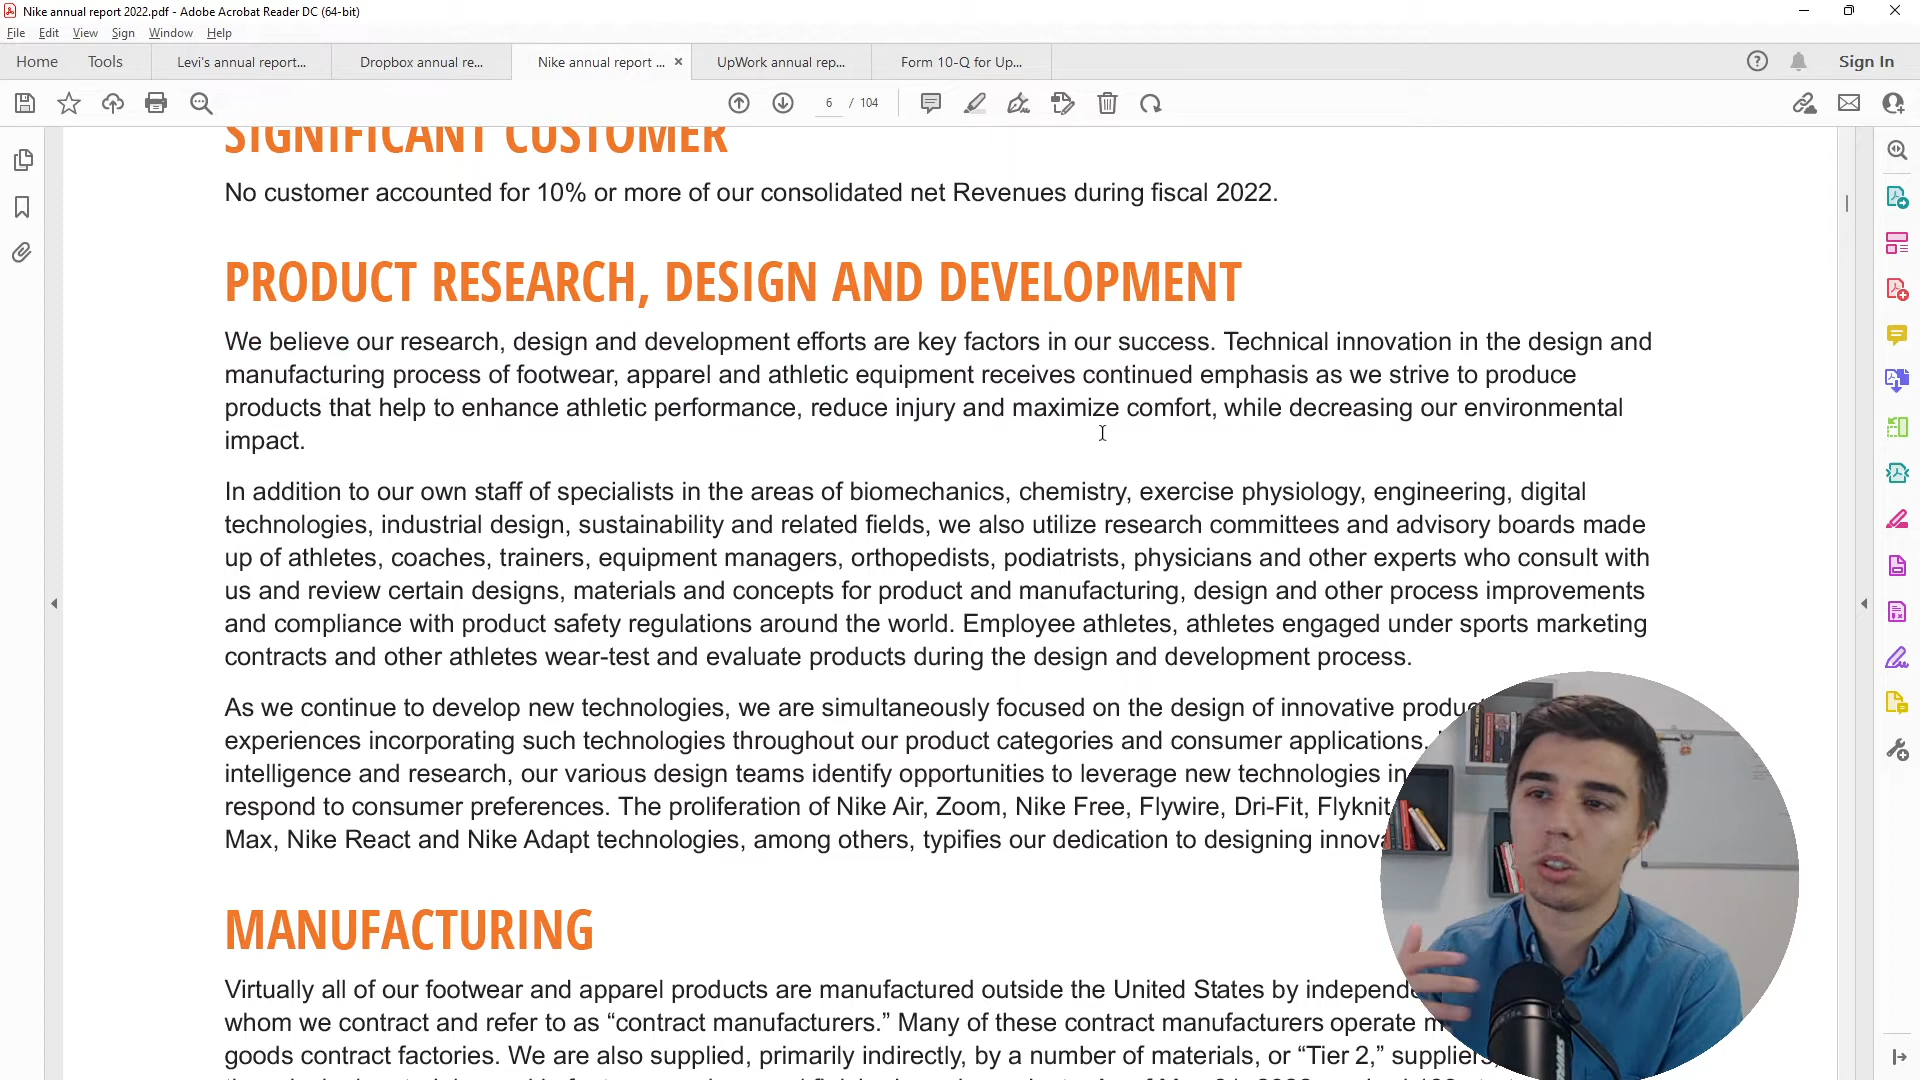 Nike annual report 2022.pdf - Adobe Acrobat Reader DC (64-bit)
File Edit View Sign Window Help
Home Tools Levi's annual report... Dropbox annual re... Nike annual report ... × UpWork annual rep... Form 10-Q for Up... Sign In
6 / 104
SIGNIFICANT CUSTOMER
No customer accounted for 10% or more of our consolidated net Revenues during fiscal 2022.
PRODUCT RESEARCH, DESIGN AND DEVELOPMENT
We believe our research, design and development efforts are key factors in our success. Technical innovation in the design and
manufacturing process of footwear, apparel and athletic equipment receives continued emphasis as we strive to produce
products that help to enhance athletic performance, reduce injury and maximize comfort, while decreasing our environmental
impact.
In addition to our own staff of specialists in the areas of biomechanics, chemistry, exercise physiology, engineering, digital
technologies, industrial design, sustainability and related fields, we also utilize research committees and advisory boards made
up of athletes, coaches, trainers, equipment managers, orthopedists, podiatrists, physicians and other experts who consult with
us and review certain designs, materials and concepts for product and manufacturing, design and other process improvements
and compliance with product safety regulations around the world. Employee athletes, athletes engaged under sports marketing
contracts and other athletes wear-test and evaluate products during the design and development process.
As we continue to develop new technologies, we are simultaneously focused on the design of innovative
experiences incorporating such technologies throughout our product categories and consumer applications.
intelligence and research, our various design teams identify opportunities to leverage new technologies in
respond to consumer preferences. The proliferation of Nike Air, Zoom, Nike Free, Flywire, Dri-Fit, Flyknit
Max, Nike React and Nike Adapt technologies, among others, typifies our dedication to designing
MANUFACTURING
Virtually all of our footwear and apparel products are manufactured outside the United States by
whom we contract and refer to as “contract manufacturers.” Many of these contract manufacturers operate
goods contract factories. We are also supplied, primarily indirectly, by a number of materials, or “Tier 2,”